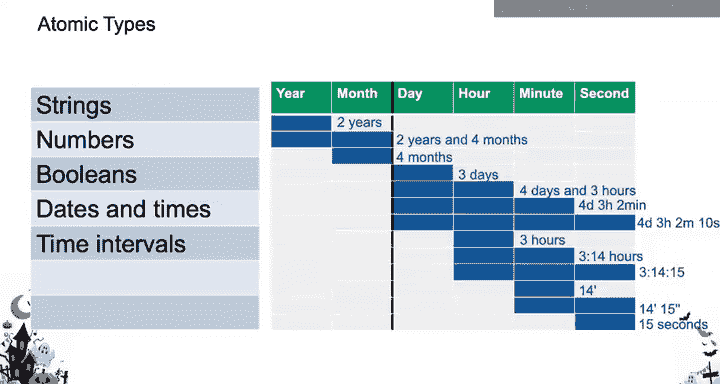 Atomic Types
Strings
Numbers
Booleans
Dates and times
Time intervals
Year Month Day Hour Minute Second
2 years
2 years and 4 months
4 months
3 days
4 days and 3 hours
4d 3h 2min
4d 3h 2m 10s
3 hours
3:14 hours
3:14:15
14'
14' 15"
15 seconds